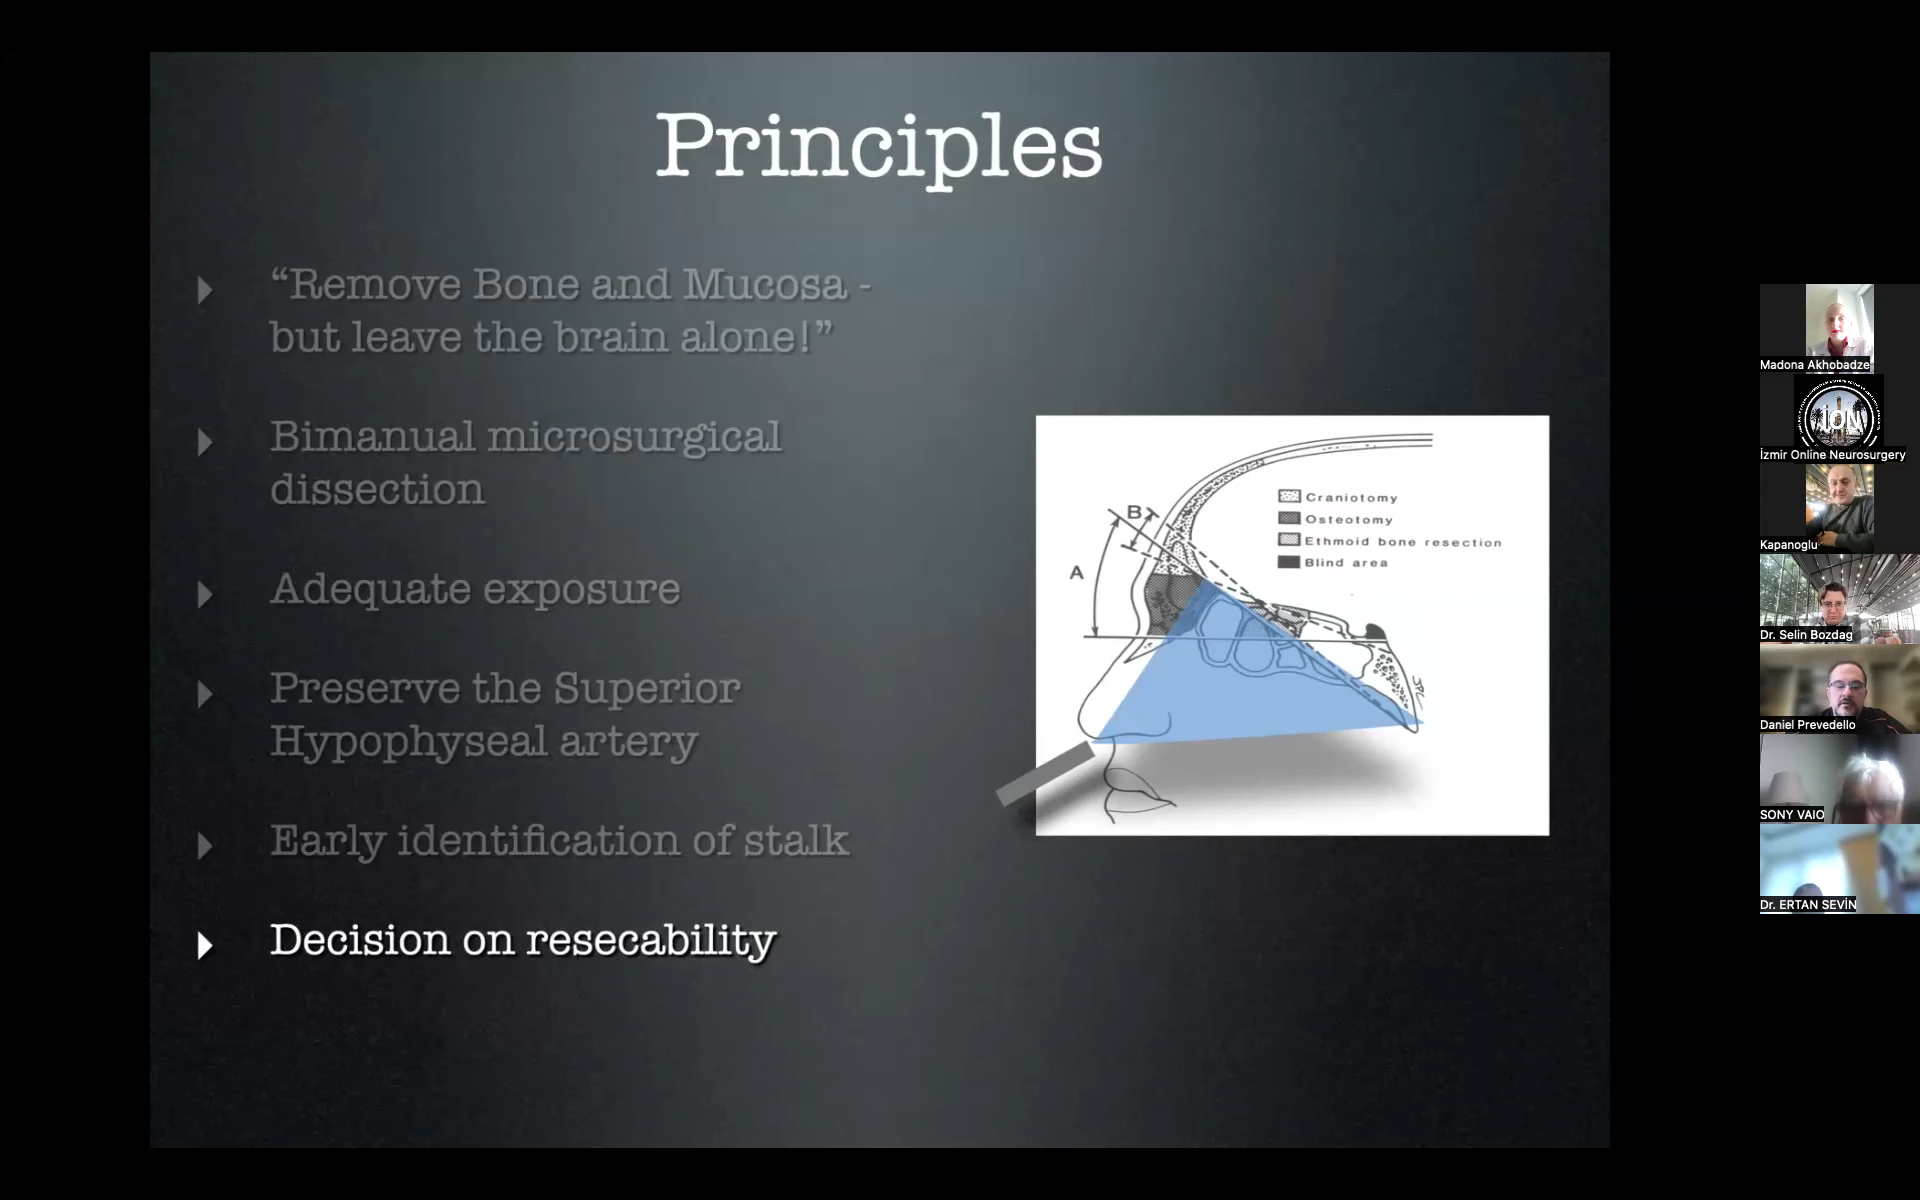 Principles
“Remove Bone and Mucosa -
but leave the brain alone!”
Bimanual microsurgical
dissection
Adequate exposure
Preserve the Superior
Hypophyseal artery
Early identification of stalk
Decision on resecability
Craniotomy
Osteotomy
Ethmoid bone resection
Blind area
B
A
Madona Akhobadze
İON
İzmir Online Neurosurgery
Kapanoglu
Dr. Selin Bozdag
Daniel Prevedello
SONY VAIO
Dr. ERTAN SEVİN